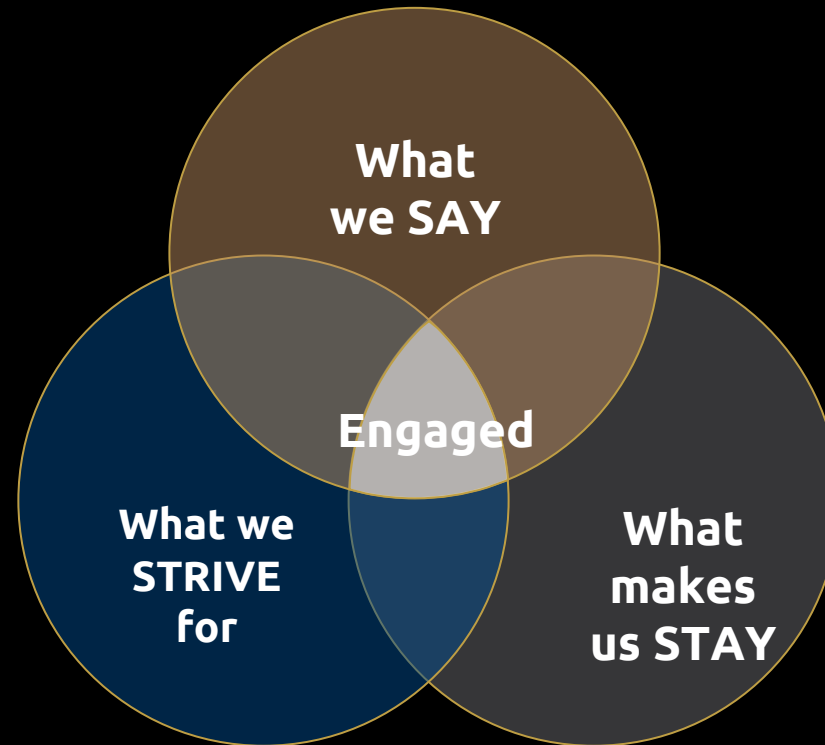 What
we SAY
Engaged
What we
STRIVE
for
What
makes
us STAY